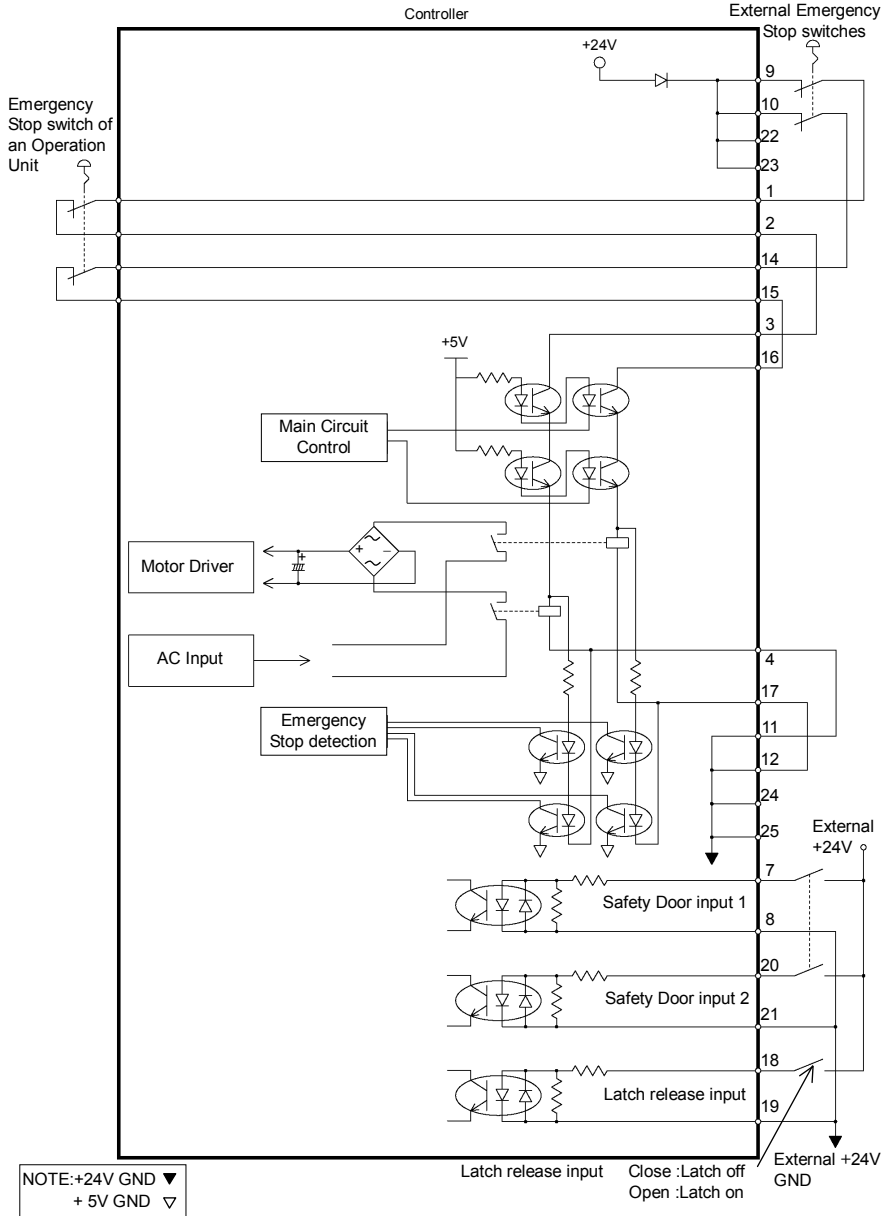 Controller
External Emergency
Stop switches
+24V
9
10
22
23
Emergency
Stop switch of
an Operation
Unit
1
2
14
15
3
16
+5V
Main Circuit
Control
Motor Driver
+
−
+
AC Input
4
17
Emergency
Stop detection
11
12
24
25
External
+24V
7
Safety Door input 1
8
20
Safety Door input 2
21
18
Latch release input
19
Latch release input
Close :Latch off
Open :Latch on
External +24V
GND
NOTE:+24V GND ▼
+ 5V GND ▽